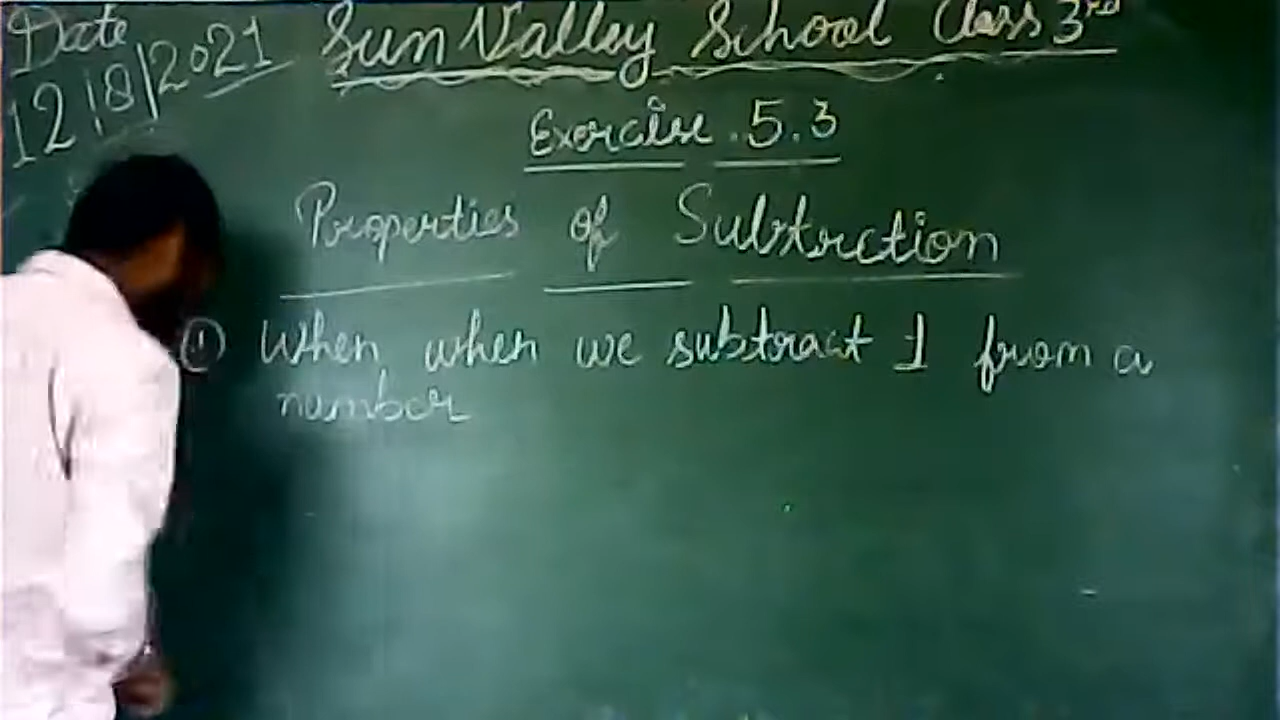 Date
12/8/2021
Sun Valley School Class 3rd
Exercise .5.3
Properties of Subtrction
① When when we subtract 1 from a
number